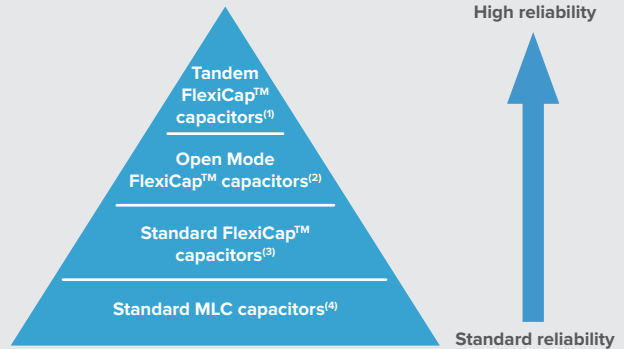 High reliability
Tandem
FlexiCap™
capacitors(1)
Open Mode
FlexiCap™ capacitors(2)
Standard FlexiCap™
capacitors(3)
Standard MLC capacitors(4)
Standard reliability